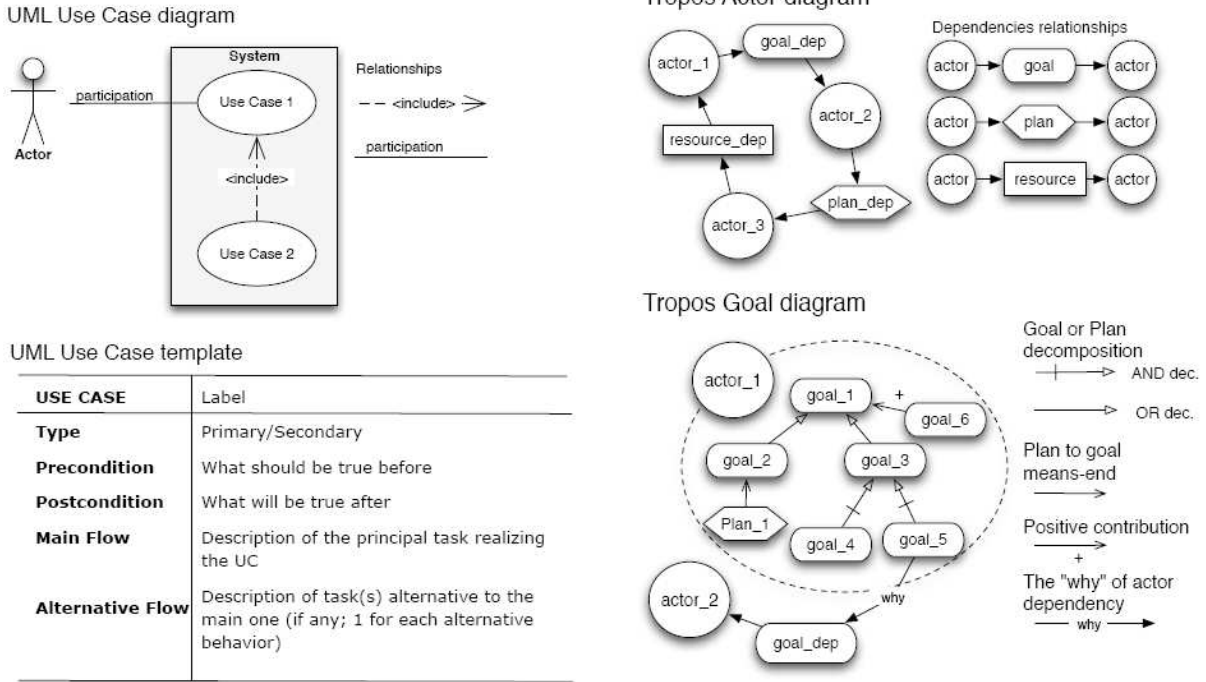 UML Use Case diagram
Actor
participation
System
Use Case 1
<include>
Use Case 2
Relationships
<include>
participation
UML Use Case template
USE CASE Label
Type Primary/Secondary
Precondition What should be true before
Postcondition What will be true after
Main Flow Description of the principal task realizing
the UC
Alternative Flow Description of task(s) alternative to the
main one (if any; 1 for each alternative
behavior)
Tropos Actor diagram
actor_1
goal_dep
actor_2
resource_dep
plan_dep
actor_3
Dependencies relationships
actor goal actor
actor plan actor
actor resource actor
Tropos Goal diagram
actor_1
goal_1
+
goal_6
goal_2
goal_3
Plan_1
goal_4
goal_5
why
actor_2
goal_dep
Goal or Plan
decomposition
AND dec.
OR dec.
Plan to goal
means-end
Positive contribution
+
The "why" of actor
dependency
why